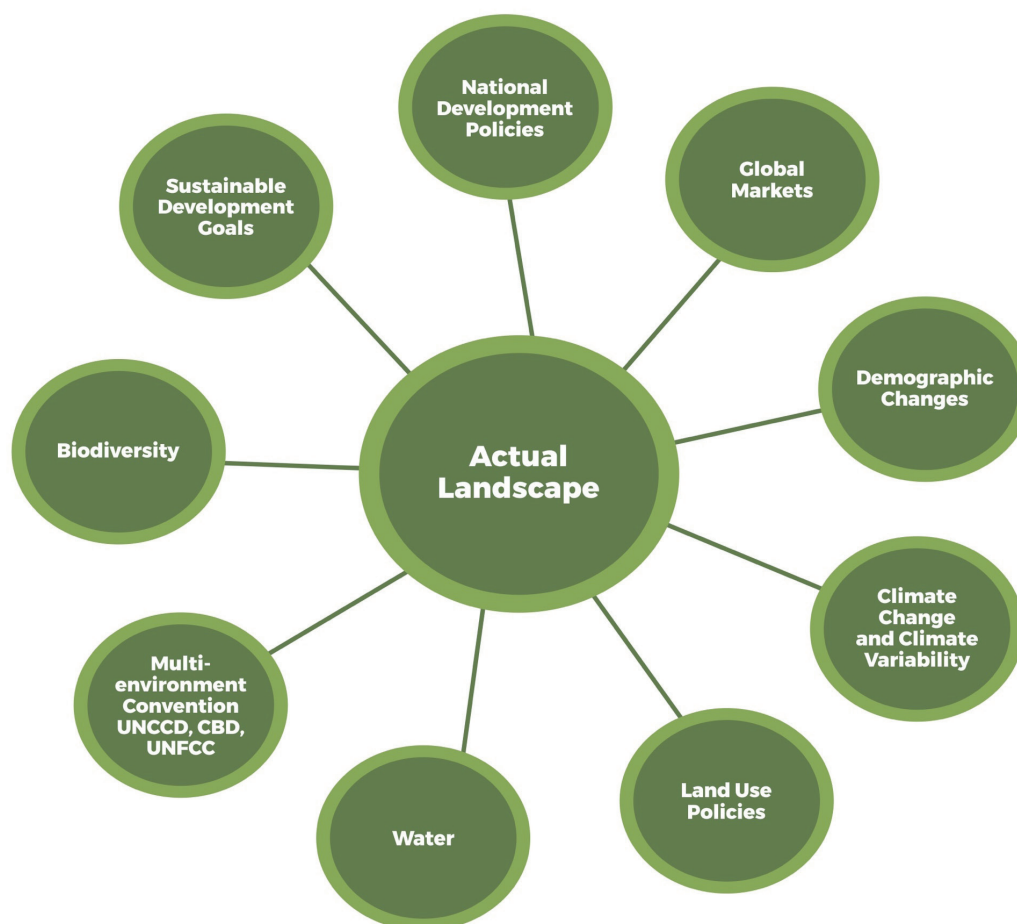 National
Development
Policies
Global
Markets
Sustainable
Development
Goals
Demographic
Changes
Biodiversity
Actual
Landscape
Climate
Change
and Climate
Variability
Multi-
environment
Convention
UNCCD, CBD,
UNFCC
Land Use
Policies
Water